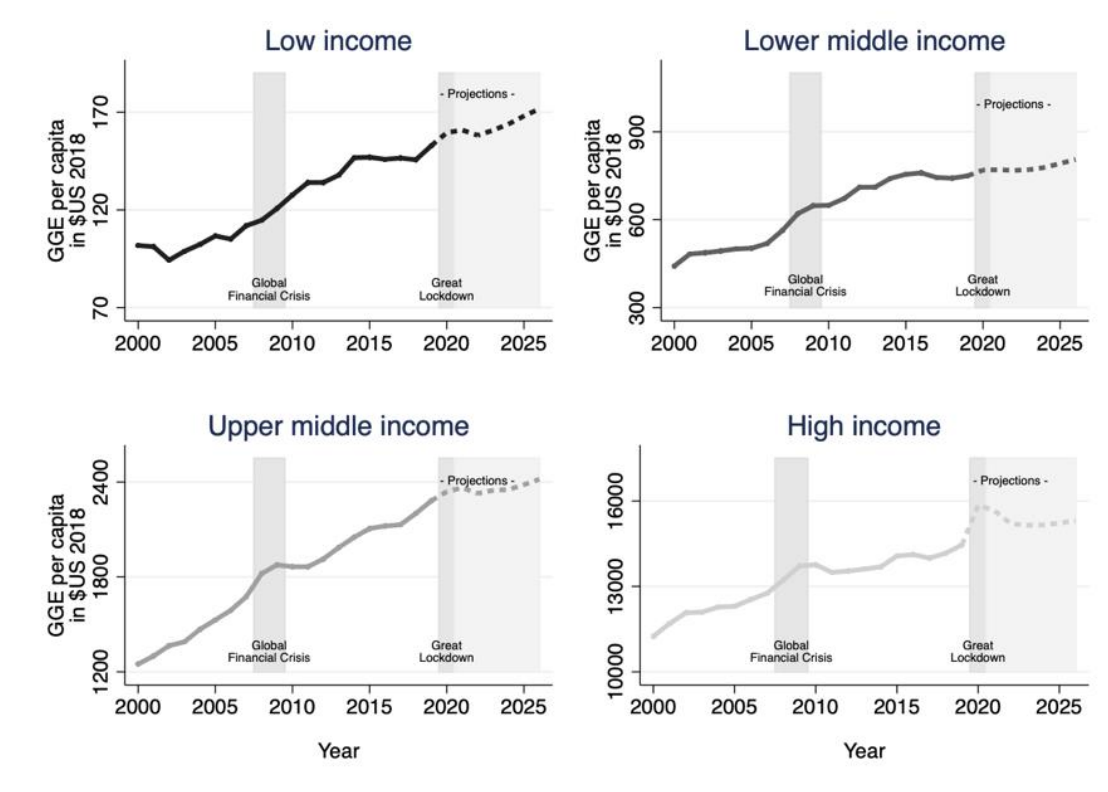 Low income
GGE per capita
in $US 2018
170
120
70
- Projections -
Global
Financial Crisis
Great
Lockdown
2000 2005 2010 2015 2020 2025
Lower middle income
GGE per capita
in $US 2018
900
600
300
- Projections -
Global
Financial Crisis
Great
Lockdown
2000 2005 2010 2015 2020 2025
Upper middle income
GGE per capita
in $US 2018
2400
1800
1200
- Projections -
Global
Financial Crisis
Great
Lockdown
2000 2005 2010 2015 2020 2025
Year
High income
16000
13000
10000
- Projections -
Global
Financial Crisis
Great
Lockdown
2000 2005 2010 2015 2020 2025
Year